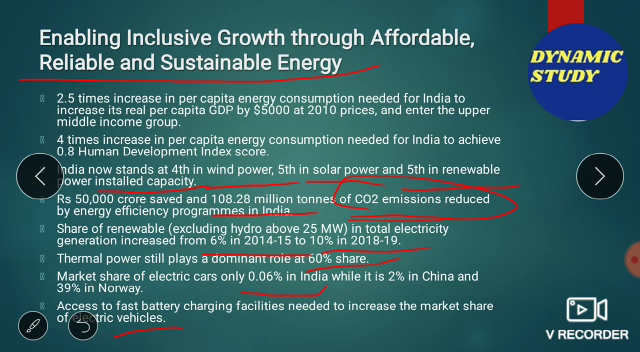 Enabling Inclusive Growth through Affordable,
Reliable and Sustainable Energy
DYNAMIC
STUDY
2.5 times increase in per capita energy consumption needed for India to
increase its real per capita GDP by $5000 at 2010 prices, and enter the upper
middle income group.
4 times increase in per capita energy consumption needed for India to achieve
0.8 Human Development Index score.
India now stands at 4th in wind power, 5th in solar power and 5th in renewable
power installed capacity.
Rs 50,000 crore saved and 108.28 million tonnes of CO2 emissions reduced
by energy efficiency programmes in India.
Share of renewable (excluding hydro above 25 MW) in total electricity
generation increased from 6% in 2014-15 to 10% in 2018-19.
Thermal power still plays a dominant role at 60% share.
Market share of electric cars only 0.06% in India while it is 2% in China and
39% in Norway.
Access to fast battery charging facilities needed to increase the market share
of electric vehicles.
V RECORDER